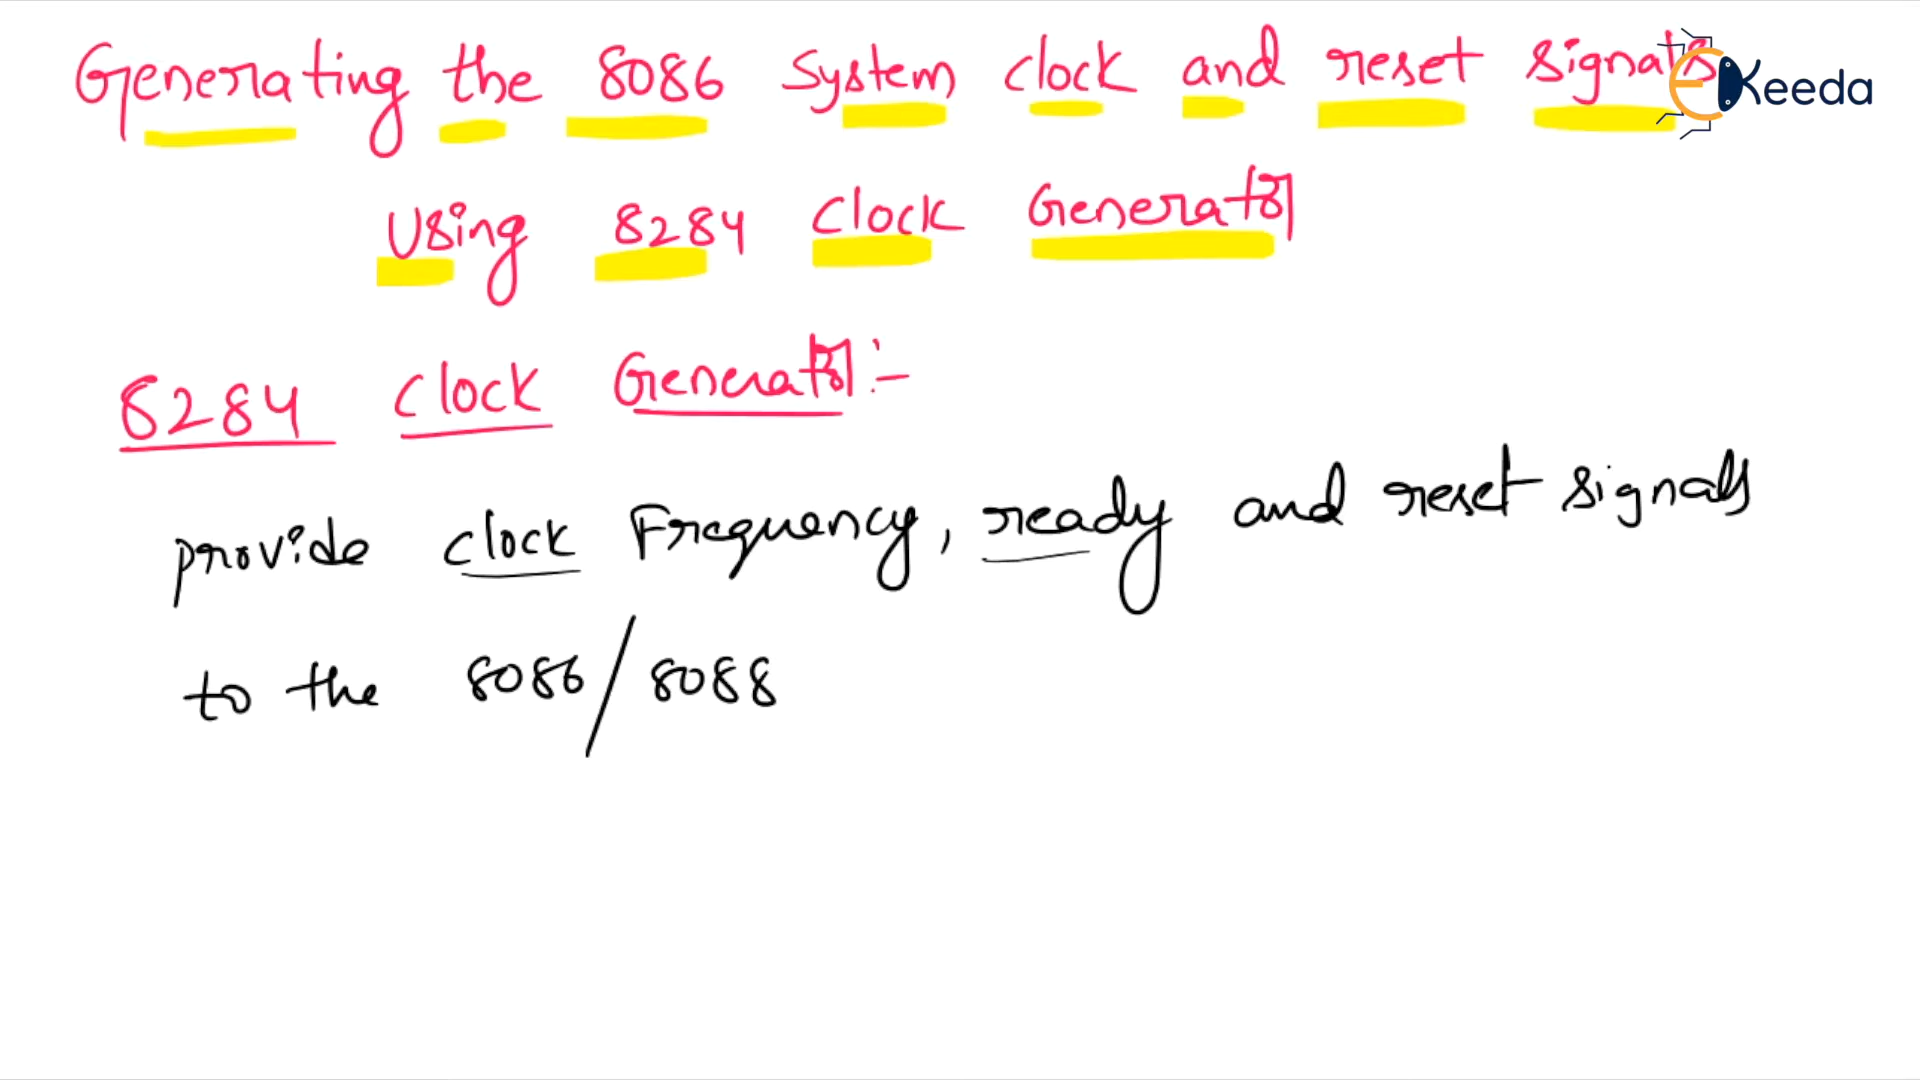 Generating the 8086 System clock and reset signals
EKeeda
Using 8284 Clock Generator
8284 Clock Generator :-
provide clock Frequency, ready and reset signals
to the 8086/8088